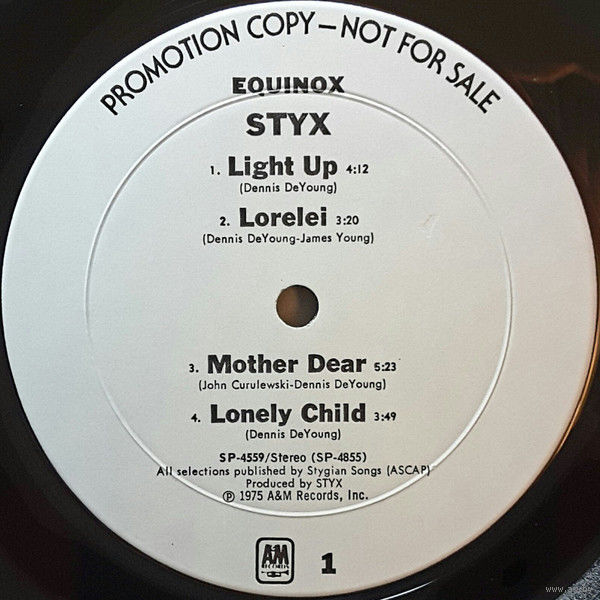 PROMOTION COPY—NOT FOR SALE
EQUINOX
STYX
1. Light Up 4:12
(Dennis DeYoung)
2. Lorelei 3:20
(Dennis DeYoung-James Young)
3. Mother Dear 5:23
(John Curulewski-Dennis DeYoung)
4. Lonely Child 3:49
(Dennis DeYoung)
SP-4559/Stereo (SP-4855)
All selections published by Stygian Songs (ASCAP)
Produced by STYX
℗ 1975 A&M Records, Inc.
A&M
RECORDS
1